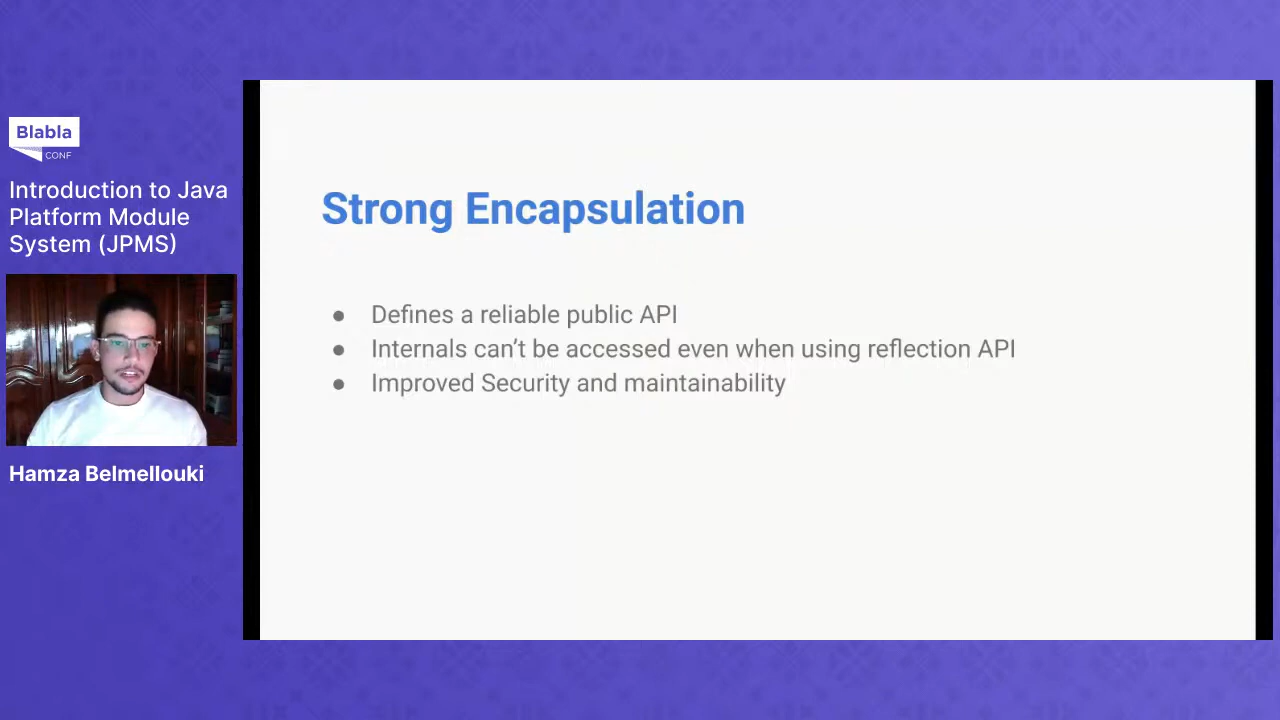 Blabla
CONF
Introduction to Java
Platform Module
System (JPMS)
Hamza Belmellouki
Strong Encapsulation
● Defines a reliable public API
● Internals can’t be accessed even when using reflection API
● Improved Security and maintainability